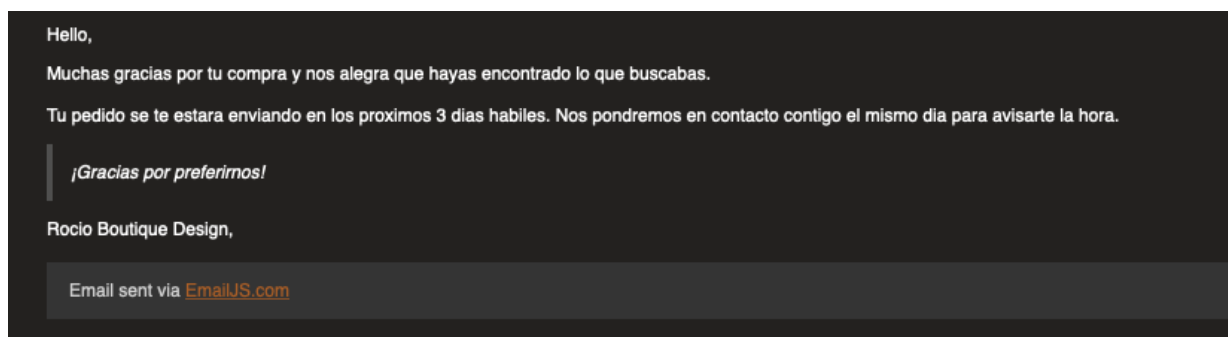 Hello,
Muchas gracias por tu compra y nos alegra que hayas encontrado lo que buscabas.
Tu pedido se te estara enviando en los proximos 3 dias habiles. Nos pondremos en contacto contigo el mismo dia para avisarte la hora.
¡Gracias por preferirnos!
Rocio Boutique Design,
Email sent via EmailJS.com